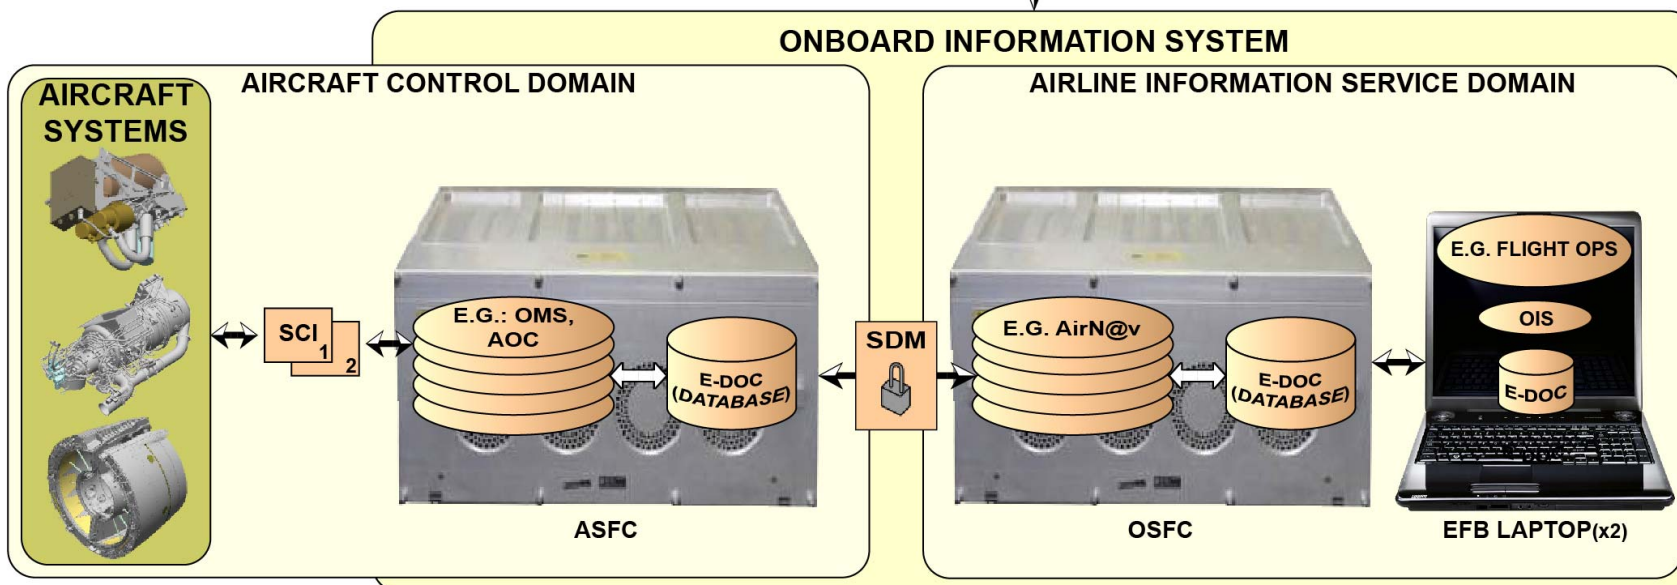 ONBOARD INFORMATION SYSTEM
AIRCRAFT CONTROL DOMAIN
AIRLINE INFORMATION SERVICE DOMAIN
AIRCRAFT
SYSTEMS
SCI
1
2
E.G.: OMS,
AOC
E-DOC
(DATABASE)
ASFC
SDM
E.G. AirN@v
E-DOC
(DATABASE)
OSFC
E.G. FLIGHT OPS
OIS
E-DOC
EFB LAPTOP(x2)